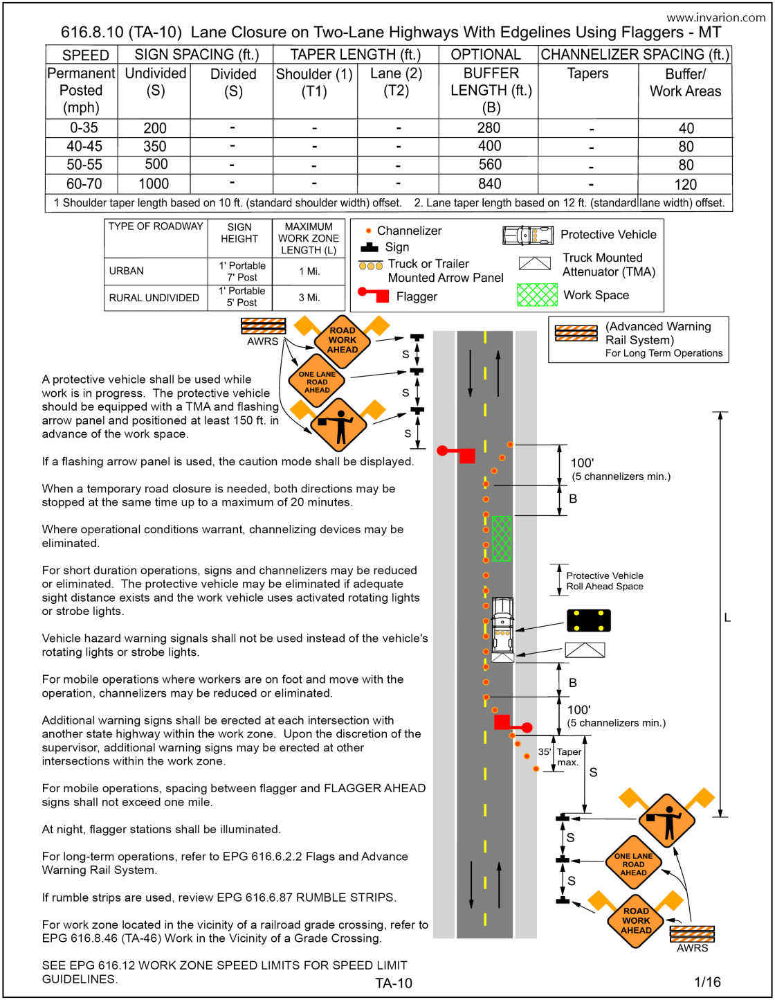 www.invarion.com
616.8.10 (TA-10)  Lane Closure on Two-Lane Highways With Edgelines Using Flaggers - MT
SPEED SIGN SPACING (ft.) TAPER LENGTH (ft.) OPTIONAL CHANNELIZER SPACING (ft.)
Permanent Undivided Divided Shoulder (1) Lane (2) BUFFER Tapers Buffer/
Posted (S) (S) (T1) (T2) LENGTH (ft.) Work Areas
(mph) (B)
0-35 200 - - - 280 - 40
40-45 350 - - - 400 - 80
50-55 500 - - - 560 - 80
60-70 1000 - - - 840 - 120
1 Shoulder taper length based on 10 ft. (standard shoulder width) offset. 2. Lane taper length based on 12 ft. (standard lane width) offset.
TYPE OF ROADWAY SIGN MAXIMUM
HEIGHT WORK ZONE
LENGTH (L)
URBAN 1' Portable 1 Mi.
7' Post
RURAL UNDIVIDED 1' Portable 3 Mi.
5' Post
Channelizer
Sign
Truck or Trailer
Mounted Arrow Panel
Flagger
Protective Vehicle
Truck Mounted
Attenuator (TMA)
Work Space
(Advanced Warning
Rail System)
For Long Term Operations
AWRS
ROAD
WORK
AHEAD
ONE LANE
ROAD
AHEAD
S
S
S
A protective vehicle shall be used while
work is in progress.  The protective vehicle
should be equipped with a TMA and flashing
arrow panel and positioned at least 150 ft. in
advance of the work space.
If a flashing arrow panel is used, the caution mode shall be displayed.
When a temporary road closure is needed, both directions may be
stopped at the same time up to a maximum of 20 minutes.
Where operational conditions warrant, channelizing devices may be
eliminated.
For short duration operations, signs and channelizers may be reduced
or eliminated.  The protective vehicle may be eliminated if adequate
sight distance exists and the work vehicle uses activated rotating lights
or strobe lights.
Vehicle hazard warning signals shall not be used instead of the vehicle's
rotating lights or strobe lights.
For mobile operations where workers are on foot and move with the
operation, channelizers may be reduced or eliminated.
Additional warning signs shall be erected at each intersection with
another state highway within the work zone.  Upon the discretion of the
supervisor, additional warning signs may be erected at other
intersections within the work zone.
For mobile operations, spacing between flagger and FLAGGER AHEAD
signs shall not exceed one mile.
At night, flagger stations shall be illuminated.
For long-term operations, refer to EPG 616.6.2.2 Flags and Advance
Warning Rail System.
If rumble strips are used, review EPG 616.6.87 RUMBLE STRIPS.
For work zone located in the vicinity of a railroad grade crossing, refer to
EPG 616.8.46 (TA-46) Work in the Vicinity of a Grade Crossing.
SEE EPG 616.12 WORK ZONE SPEED LIMITS FOR SPEED LIMIT
GUIDELINES.
100'
(5 channelizers min.)
B
Protective Vehicle
Roll Ahead Space
L
B
100'
(5 channelizers min.)
35' Taper
max.
S
S
S
ONE LANE
ROAD
AHEAD
ROAD
WORK
AHEAD
AWRS
TA-10
1/16